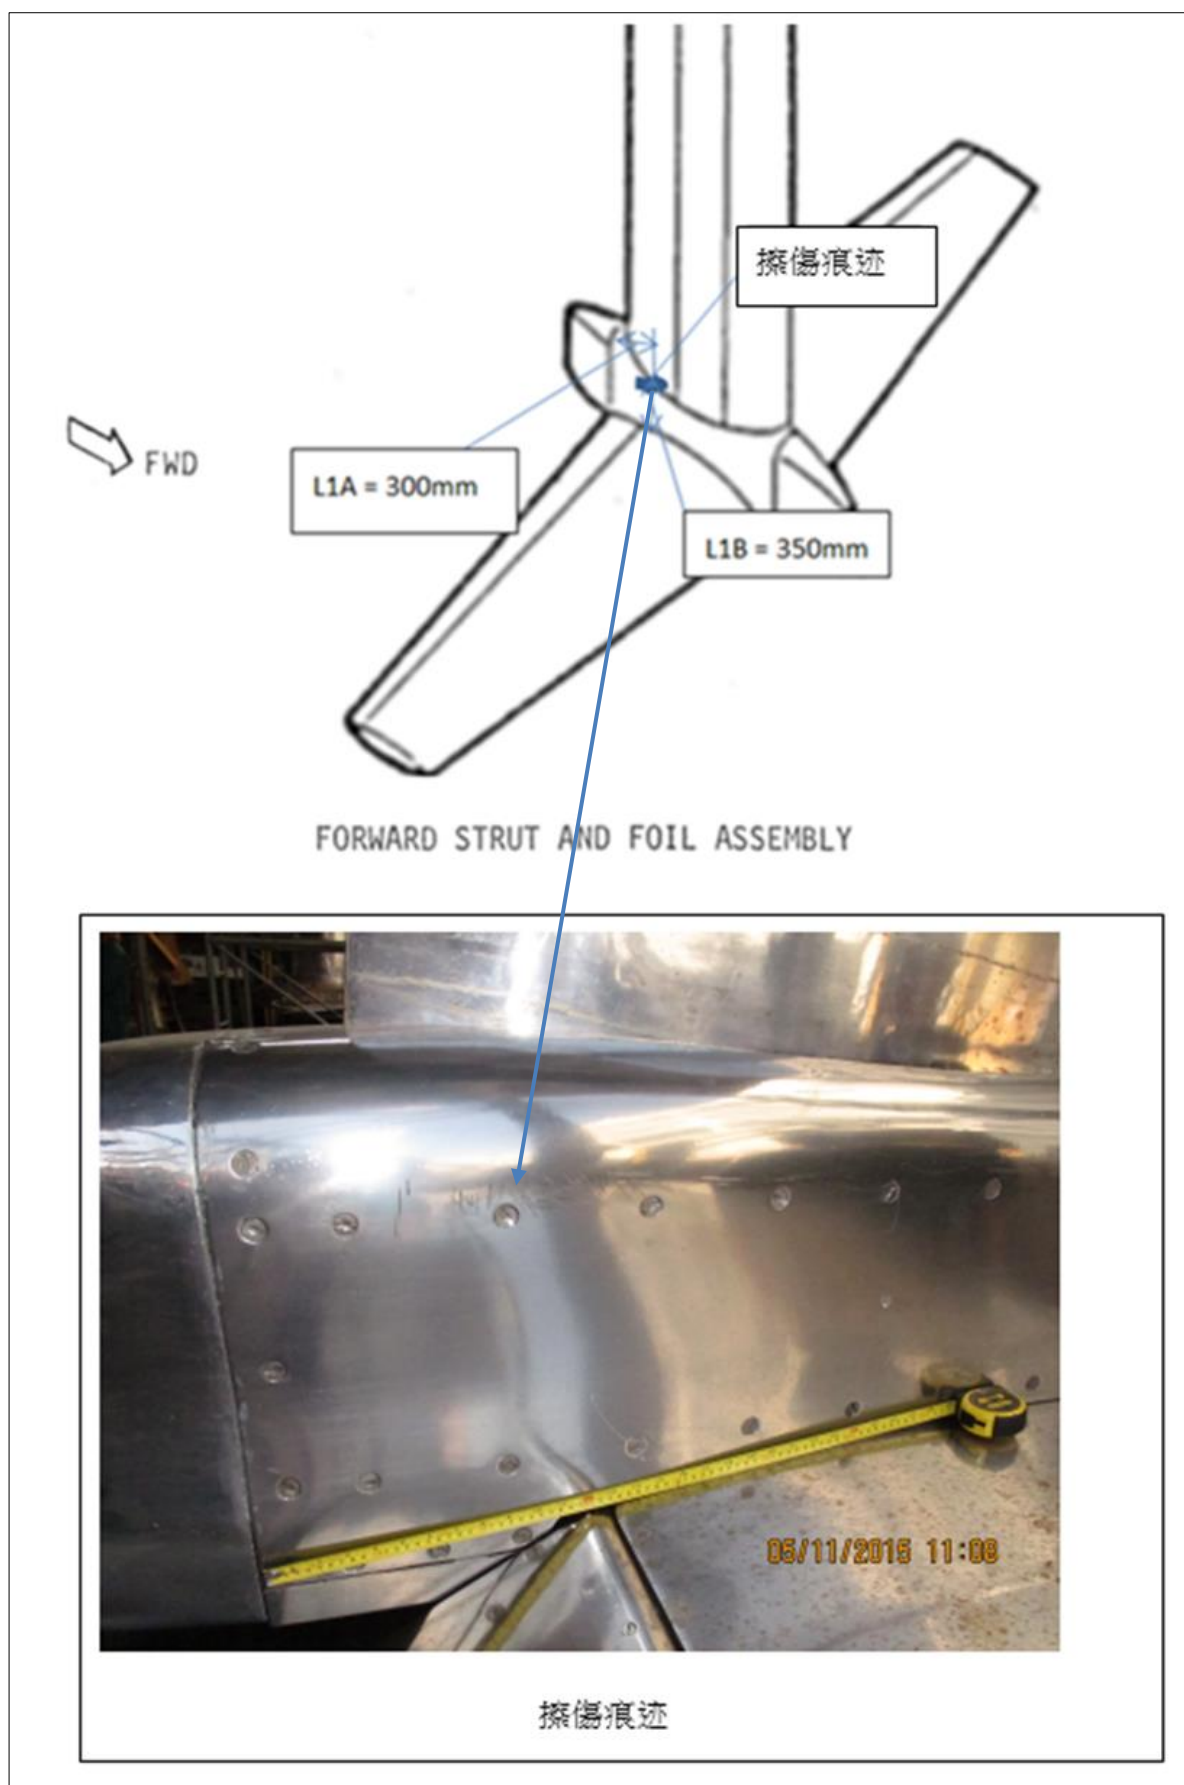 擦傷痕迹
FWD
L1A = 300mm
L1B = 350mm
FORWARD STRUT AND FOIL ASSEMBLY
05/11/2015 11:08
擦傷痕迹